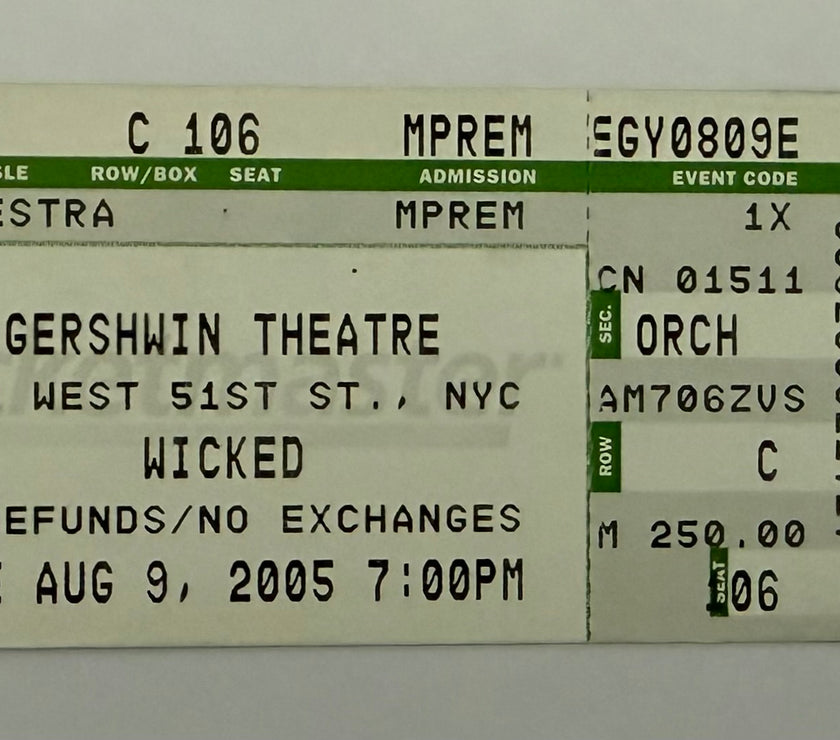 C 106 MPREM
SLE ROW/BOX SEAT ADMISSION
ESTRA MPREM
GERSHWIN THEATRE
WEST 51ST ST., NYC
WICKED
EFUNDS/NO EXCHANGES
E AUG 9, 2005 7:00PM
EGY0809E
EVENT CODE
1X
CN 01511
SEC. ORCH
AM706ZVS
ROW C
M 250.00
SEAT 106